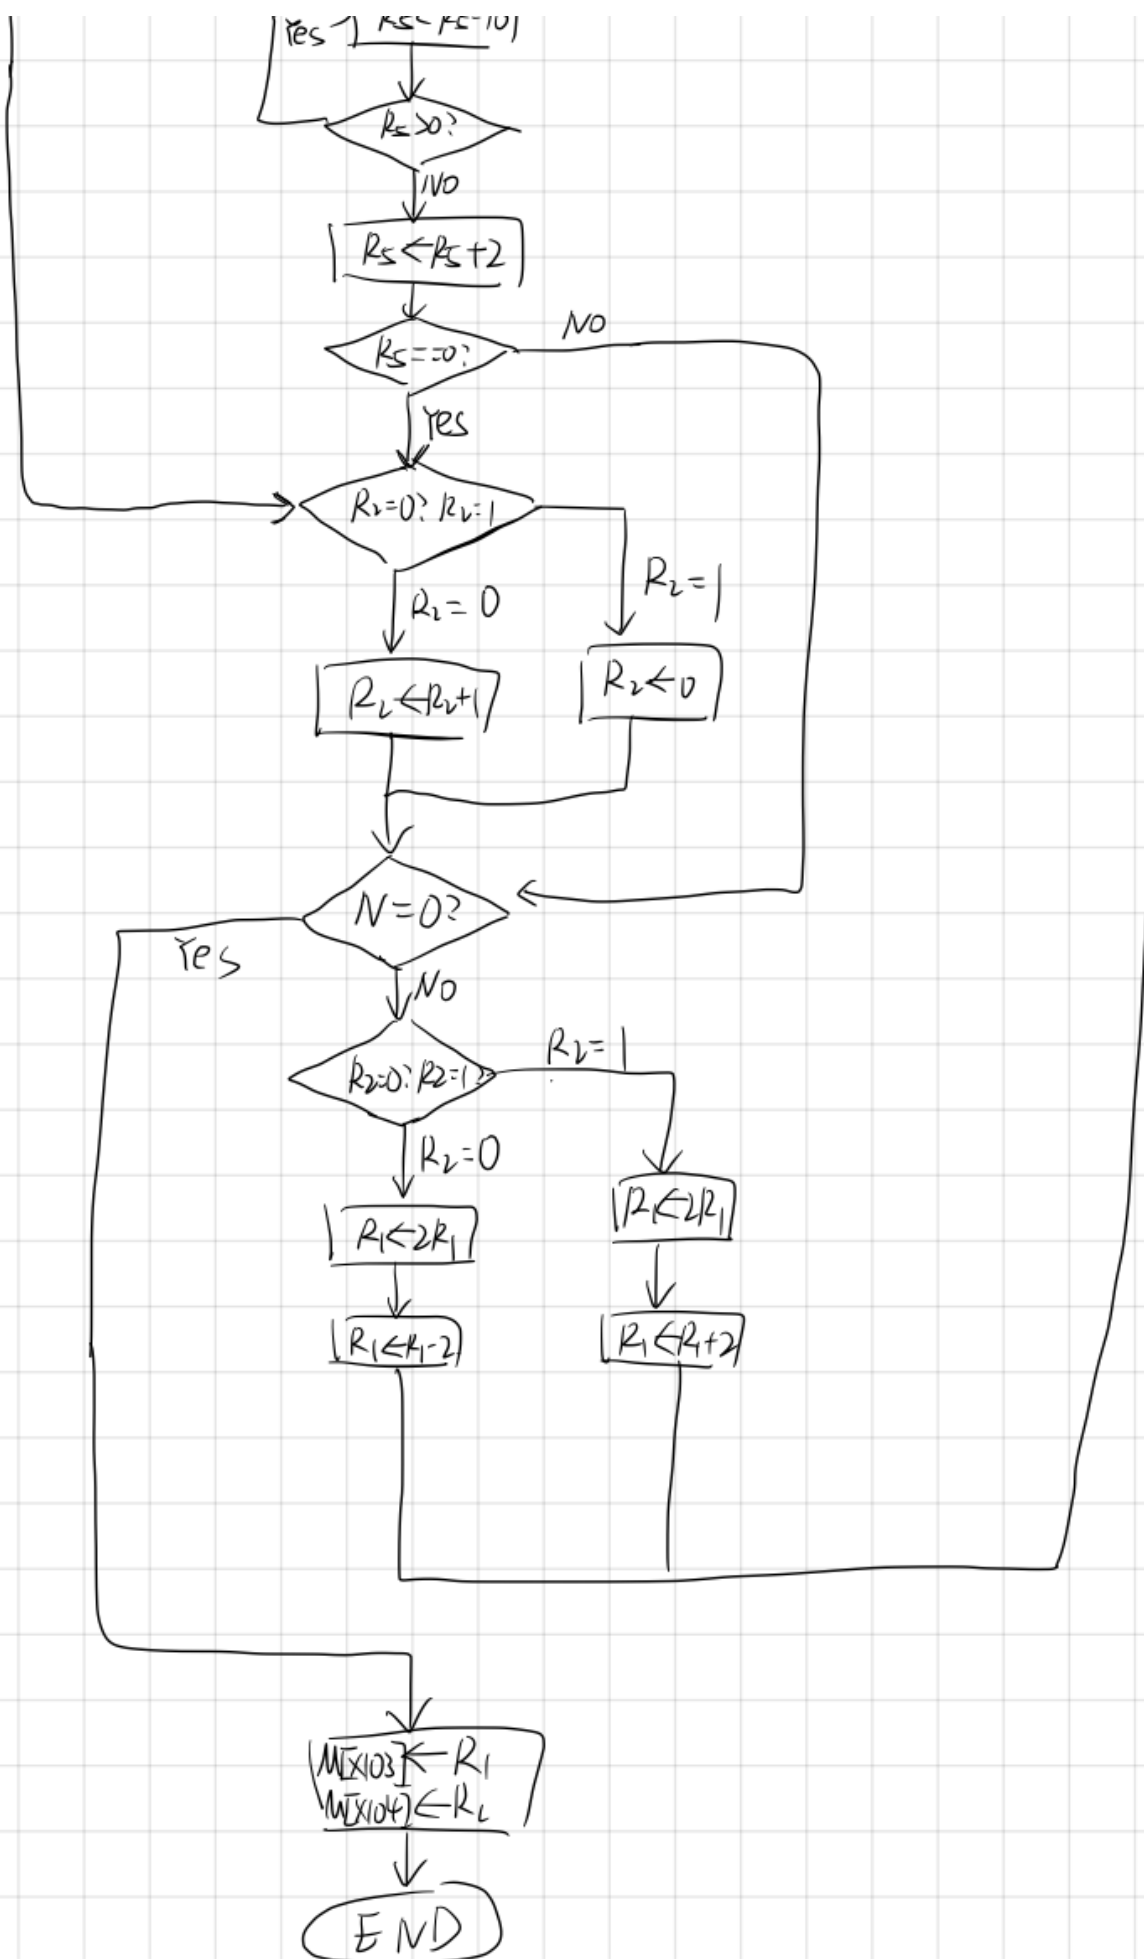 Yes
R5>0?
NO
R5←R5+2
R5==0?
NO
Yes
R2=0? R2=1
R2=0
R2=1
R2←R2+1
R2←0
N=0?
Yes
NO
R2=0? R2=1?
R2=1
R2=0
R1←2R1
R1←2R1
R1←R1-2
R1←R1+2
M[x103]←R1
M[x104]←R2
END